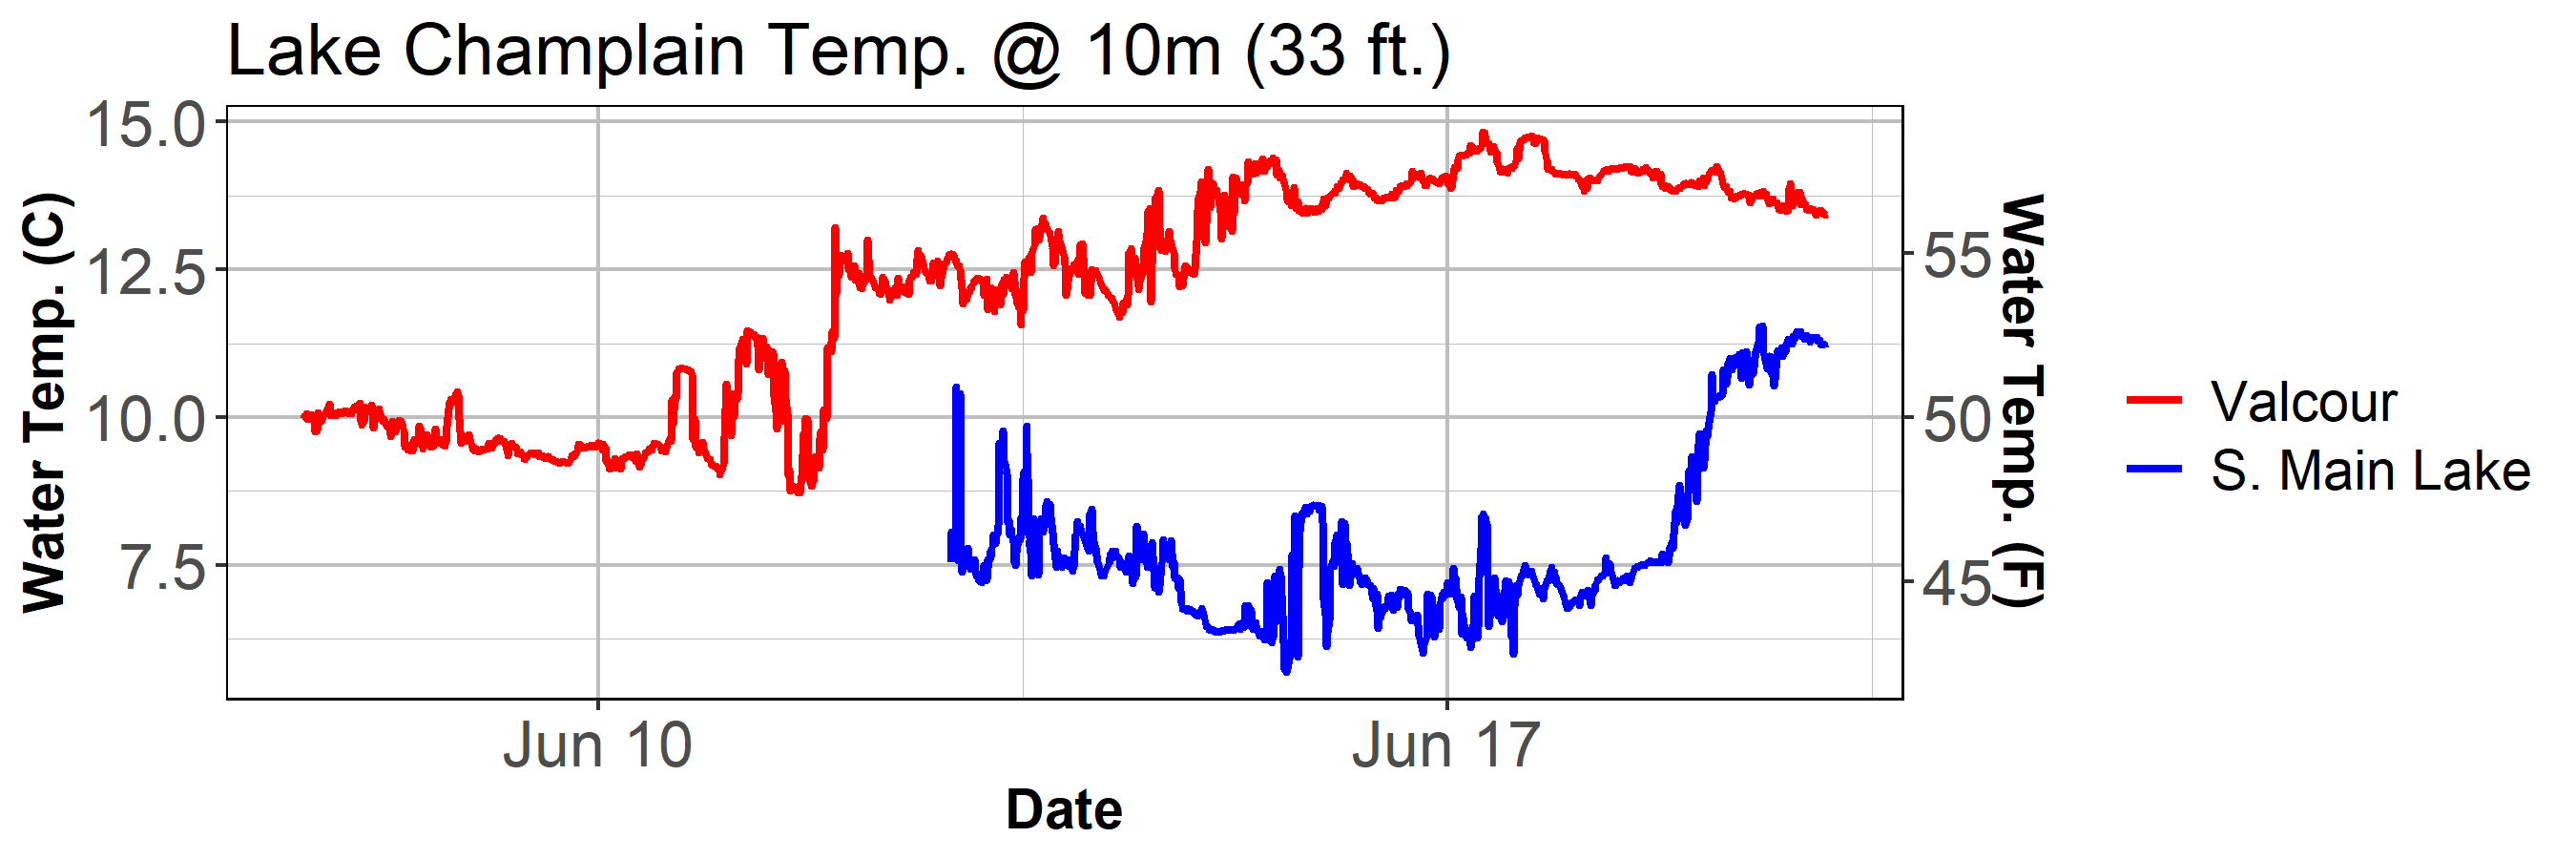 Lake Champlain Temp. @ 10m (33 ft.)
Water Temp. (C)
15.0
12.5
10.0
7.5
Water Temp. (F)
55
50
45
Jun 10
Jun 17
Date
Valcour
S. Main Lake